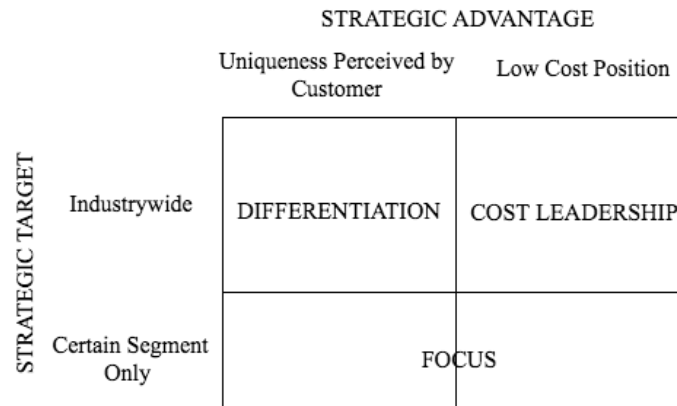 STRATEGIC ADVANTAGE
Uniqueness Perceived by
Customer
Low Cost Position
STRATEGIC TARGET
Industrywide
DIFFERENTIATION
COST LEADERSHIP
Certain Segment
Only
FOCUS